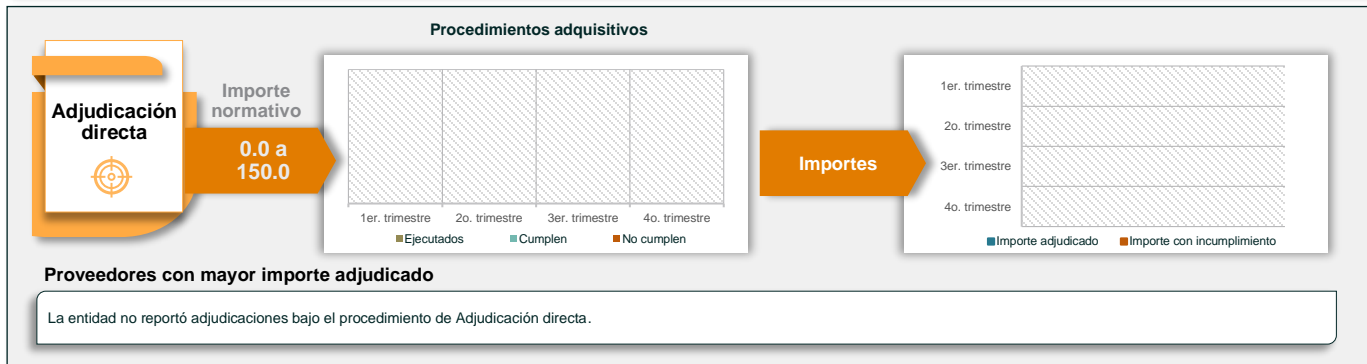 Procedimientos adquisitivos
Adjudicación
directa
Importe
normativo
0.0 a
150.0
1er. trimestre 2o. trimestre 3er. trimestre 4o. trimestre
Ejecutados Cumplen No cumplen
Importes
1er. trimestre
2o. trimestre
3er. trimestre
4o. trimestre
Importe adjudicado Importe con incumplimiento
Proveedores con mayor importe adjudicado
La entidad no reportó adjudicaciones bajo el procedimiento de Adjudicación directa.